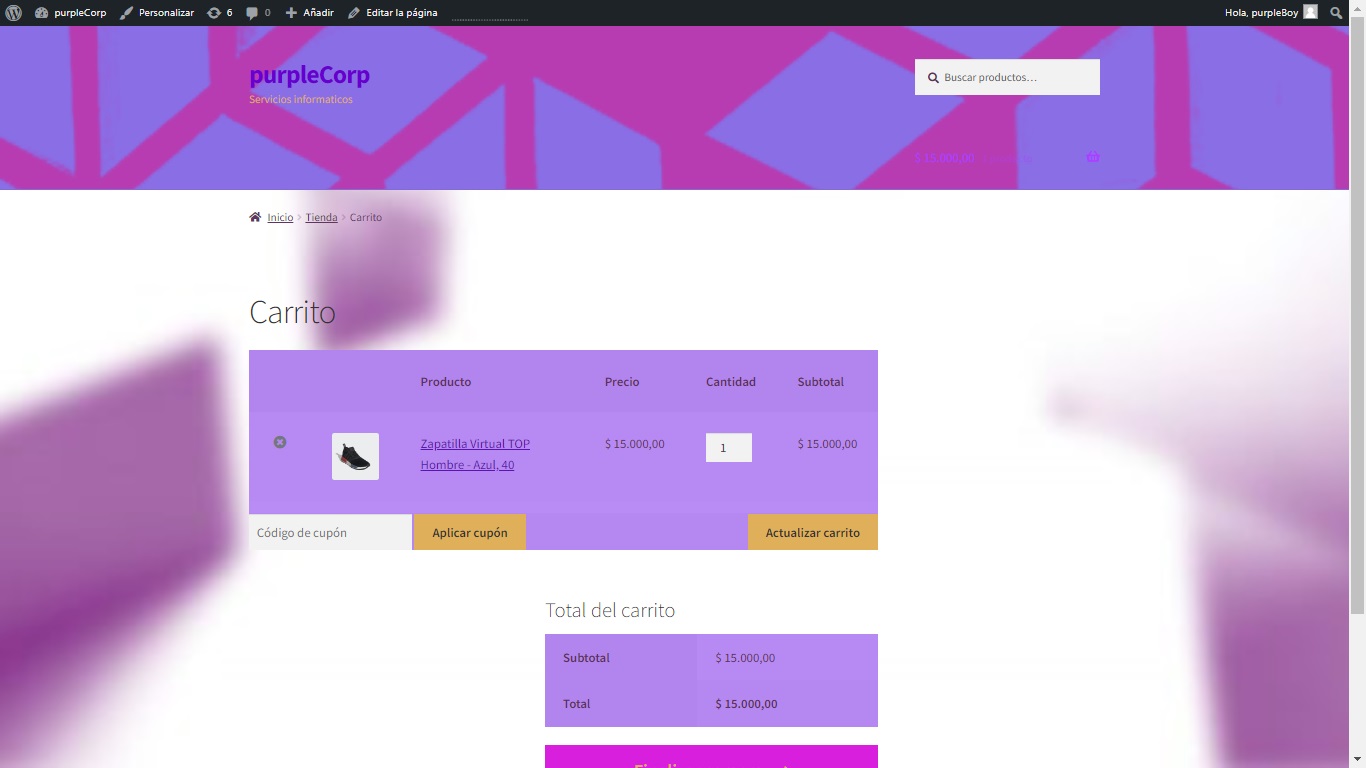 purpleCorp Personalizar 6 0 Añadir Editar la página Hola, purpleBoy
purpleCorp
Servicios informaticos
Buscar productos…
$ 15.000,00
Inicio > Tienda > Carrito
Carrito
Producto Precio Cantidad Subtotal
Zapatilla Virtual TOP $ 15.000,00 1 $ 15.000,00
Hombre - Azul, 40
Código de cupón Aplicar cupón Actualizar carrito
Total del carrito
Subtotal $ 15.000,00
Total $ 15.000,00